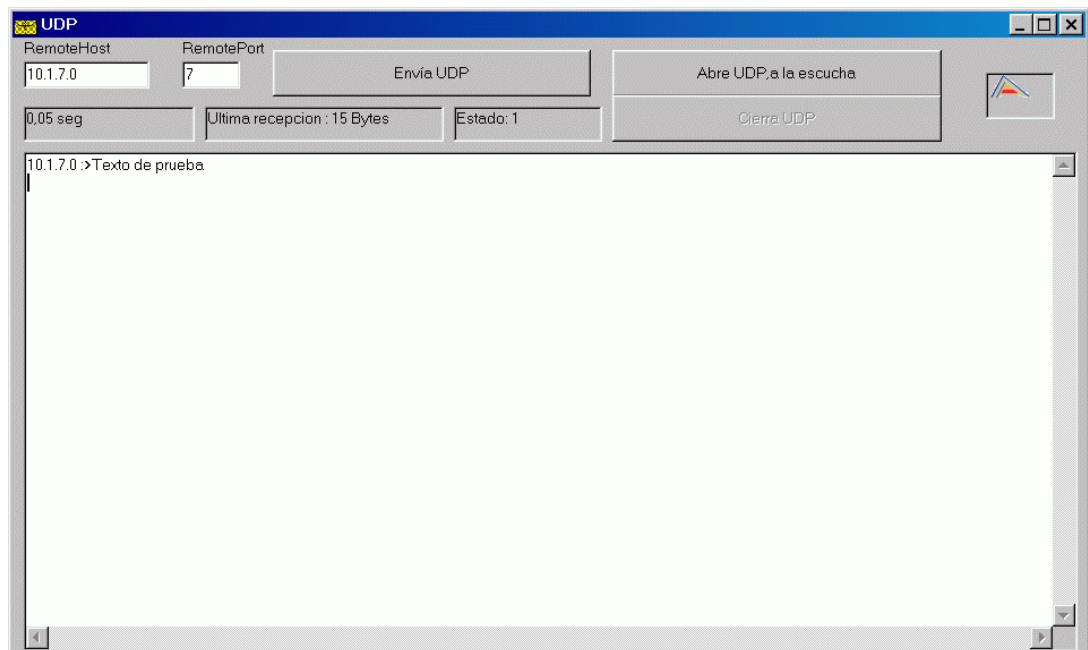 UDP
RemoteHost RemotePort
10.1.7.0 7 Envía UDP Abre UDP,a la escucha
0,05 seg Ultima recepcion : 15 Bytes Estado: 1 Cierra UDP
10.1.7.0 :>Texto de prueba